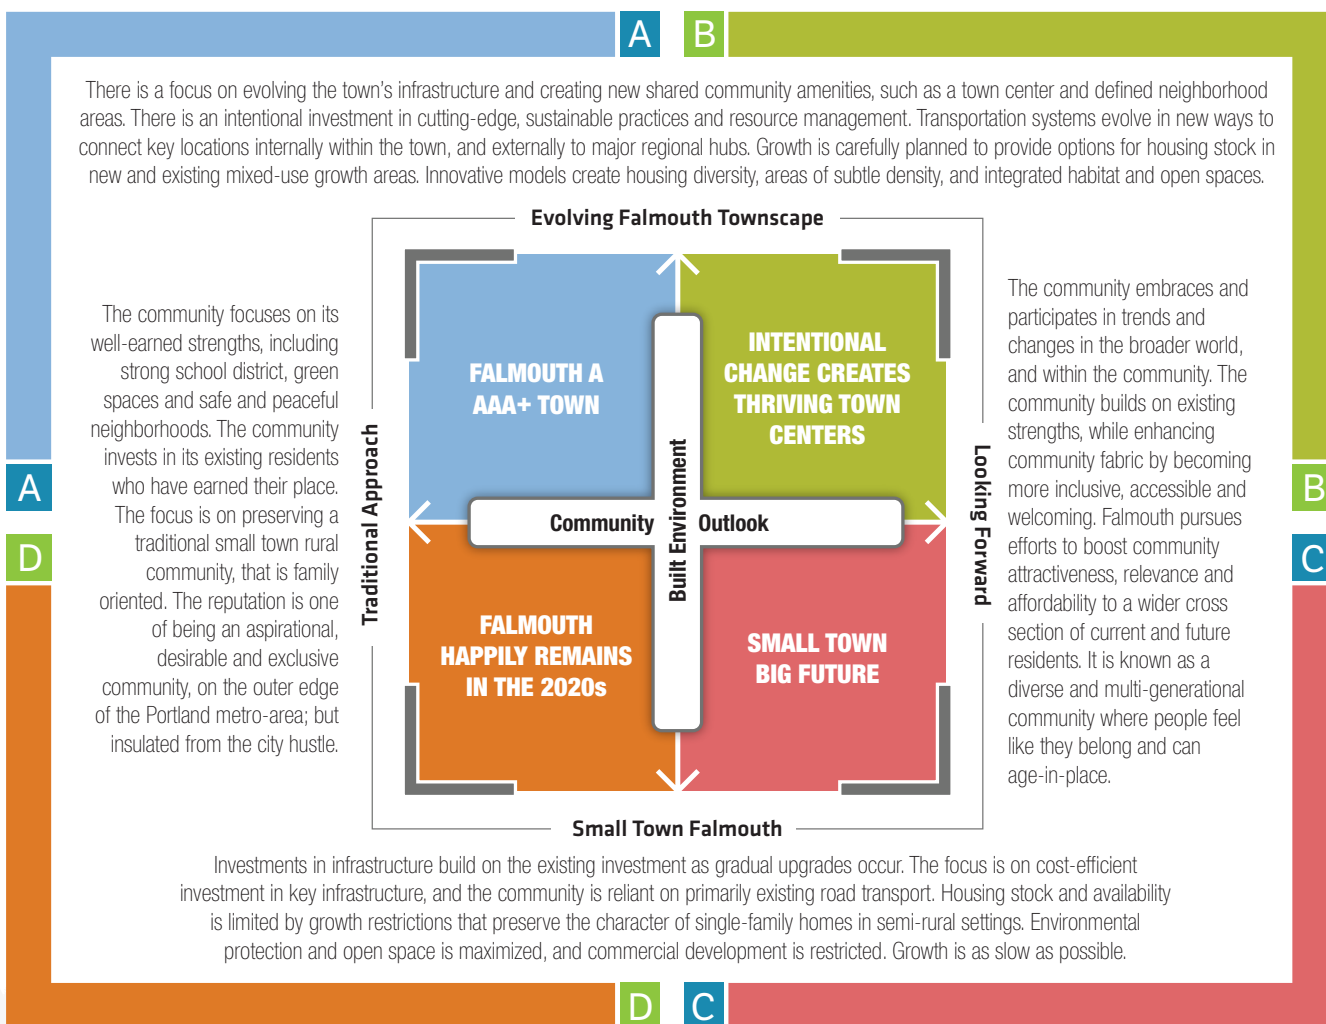 A B
There is a focus on evolving the town's infrastructure and creating new shared community amenities, such as a town center and defined neighborhood
areas. There is an intentional investment in cutting-edge, sustainable practices and resource management. Transportation systems evolve in new ways to
connect key locations internally within the town, and externally to major regional hubs. Growth is carefully planned to provide options for housing stock in
new and existing mixed-use growth areas. Innovative models create housing diversity, areas of subtle density, and integrated habitat and open spaces.
Evolving Falmouth Townscape
The community focuses on its
well-earned strengths, including
strong school district, green
spaces and safe and peaceful
neighborhoods. The community
invests in its existing residents
who have earned their place.
The focus is on preserving a
traditional small town rural
community, that is family
oriented. The reputation is one
of being an aspirational,
desirable and exclusive
community, on the outer edge
of the Portland metro-area; but
insulated from the city hustle.
A
D
Traditional Approach
FALMOUTH A
AAA+ TOWN
INTENTIONAL
CHANGE CREATES
THRIVING TOWN
CENTERS
Community Outlook
Built Environment
FALMOUTH
HAPPILY REMAINS
IN THE 2020s
SMALL TOWN
BIG FUTURE
Looking Forward
The community embraces and
participates in trends and
changes in the broader world,
and within the community. The
community builds on existing
strengths, while enhancing
community fabric by becoming
more inclusive, accessible and
welcoming. Falmouth pursues
efforts to boost community
attractiveness, relevance and
affordability to a wider cross
section of current and future
residents. It is known as a
diverse and multi-generational
community where people feel
like they belong and can
age-in-place.
B
C
Small Town Falmouth
Investments in infrastructure build on the existing investment as gradual upgrades occur. The focus is on cost-efficient
investment in key infrastructure, and the community is reliant on primarily existing road transport. Housing stock and availability
is limited by growth restrictions that preserve the character of single-family homes in semi-rural settings. Environmental
protection and open space is maximized, and commercial development is restricted. Growth is as slow as possible.
D C